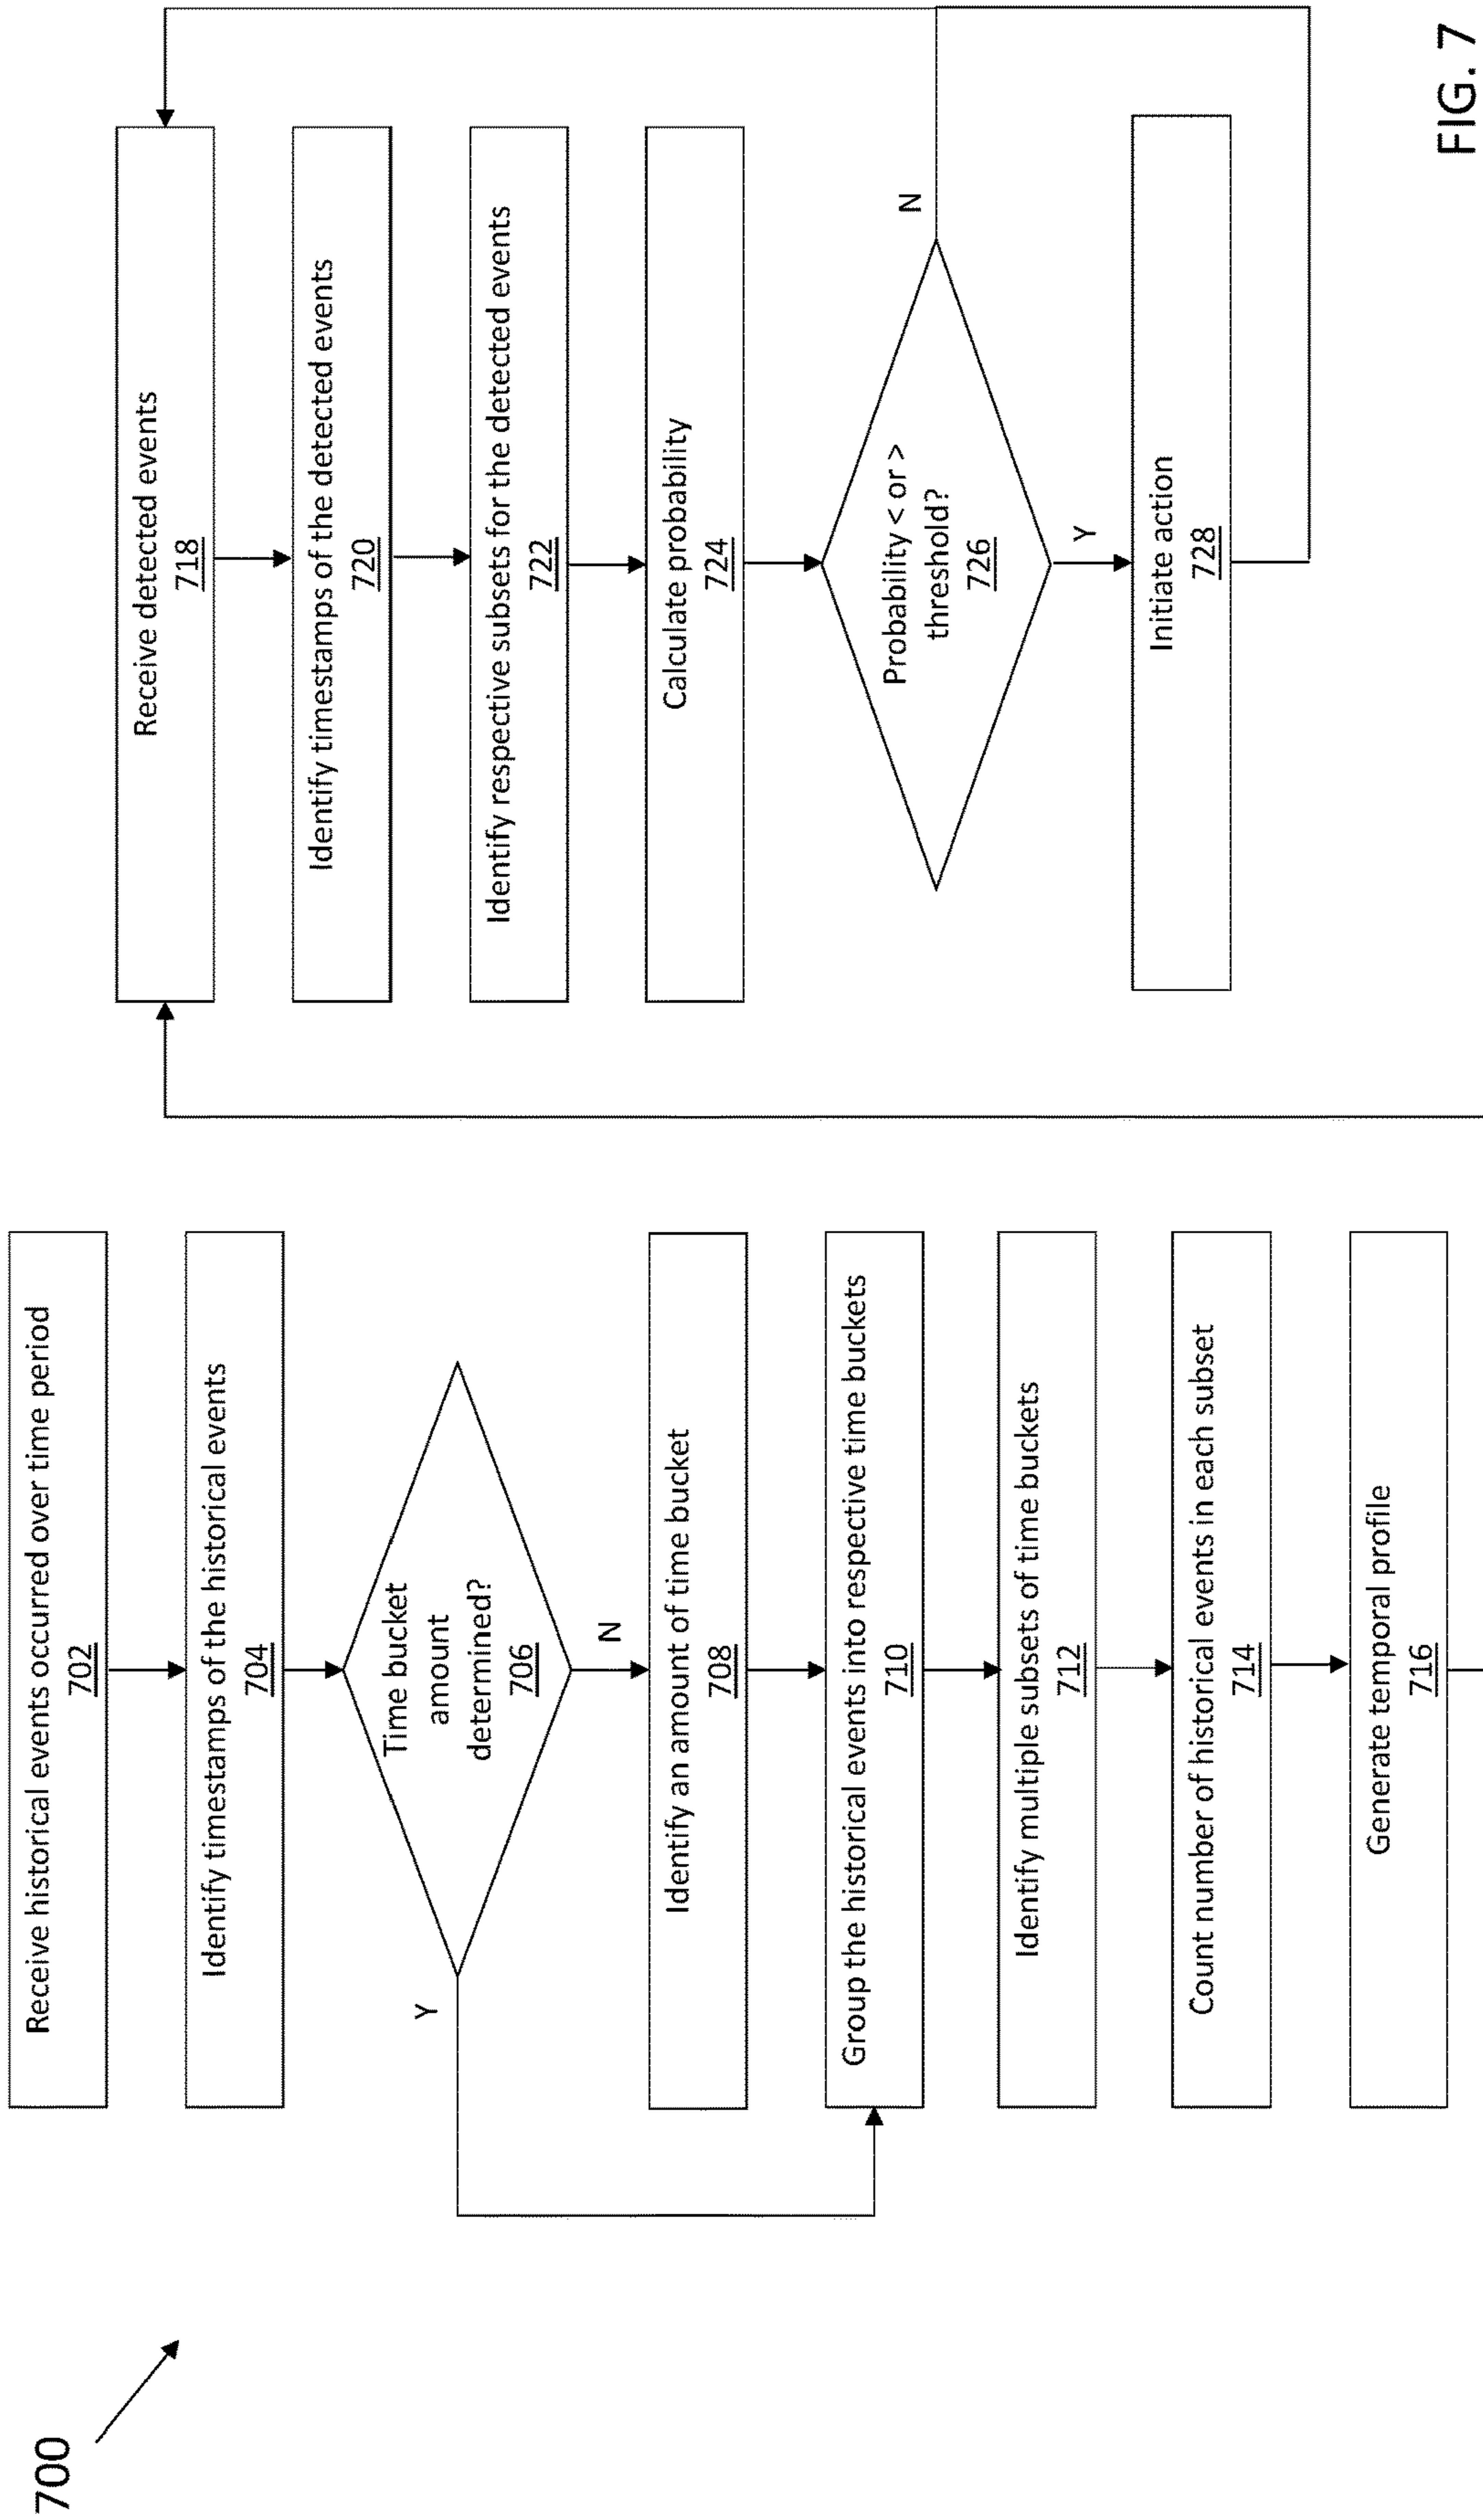 700
Receive historical events occurred over time period
702
Identify timestamps of the historical events
704
Time bucket
amount
determined?
706
Y
N
Identify an amount of time bucket
708
Group the historical events into respective time buckets
710
Identify multiple subsets of time buckets
712
Count number of historical events in each subset
714
Generate temporal profile
716
Receive detected events
718
Identify timestamps of the detected events
720
Identify respective subsets for the detected events
722
Calculate probability
724
Probability < or >
threshold?
726
N
Y
Initiate action
728
FIG. 7